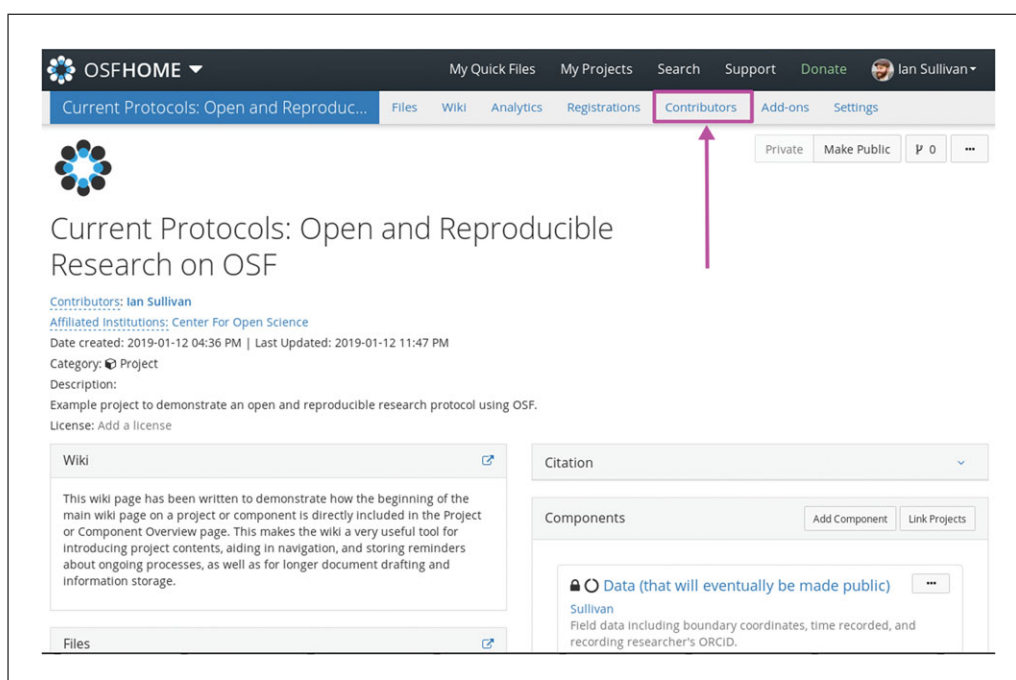 OSFHOME
My Quick Files My Projects Search Support Donate Ian Sullivan
Current Protocols: Open and Reproduc... Files Wiki Analytics Registrations Contributors Add-ons Settings
Private Make Public 0 ...
Current Protocols: Open and Reproducible
Research on OSF
Contributors: Ian Sullivan
Affiliated Institutions: Center For Open Science
Date created: 2019-01-12 04:36 PM | Last Updated: 2019-01-12 11:47 PM
Category: Project
Description:
Example project to demonstrate an open and reproducible research protocol using OSF.
License: Add a license
Wiki
This wiki page has been written to demonstrate how the beginning of the
main wiki page on a project or component is directly included in the Project
or Component Overview page. This makes the wiki a very useful tool for
introducing project contents, aiding in navigation, and storing reminders
about ongoing processes, as well as for longer document drafting and
information storage.
Files
Citation
Components Add Component Link Projects
Data (that will eventually be made public) ...
Sullivan
Field data including boundary coordinates, time recorded, and
recording researcher's ORCiD.